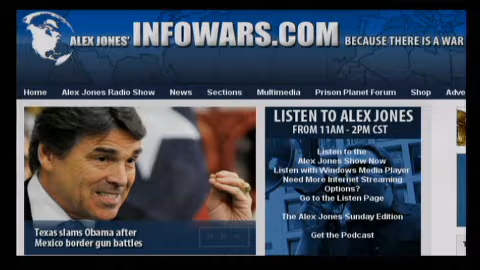 ALEX JONES' INFOWARS.COM BECAUSE THERE IS A WAR
Home Alex Jones Radio Show News Sections Multimedia Prison Planet Forum Shop Adve
LISTEN TO ALEX JONES
FROM 11AM - 2PM CST
Listen to the
Alex Jones Show Now
Listen with Windows Media Player
Need More Internet Streaming
Options?
Go to the Listen Page
The Alex Jones Sunday Edition
Get the Podcast
Texas slams Obama after
Mexico border gun battles